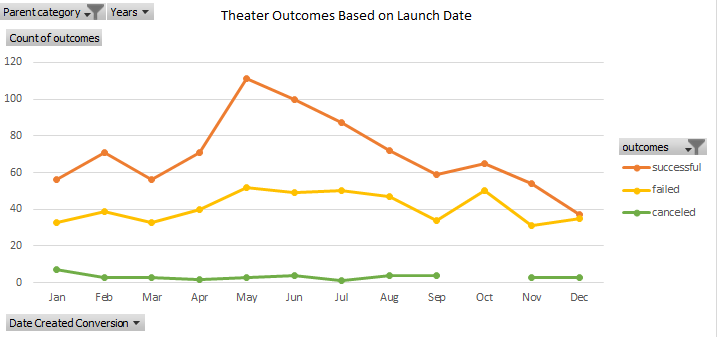 Parent category Years
Theater Outcomes Based on Launch Date
Count of outcomes
120
100
80
60
40
20
0
Jan Feb Mar Apr May Jun Jul Aug Sep Oct Nov Dec
outcomes
successful
failed
canceled
Date Created Conversion